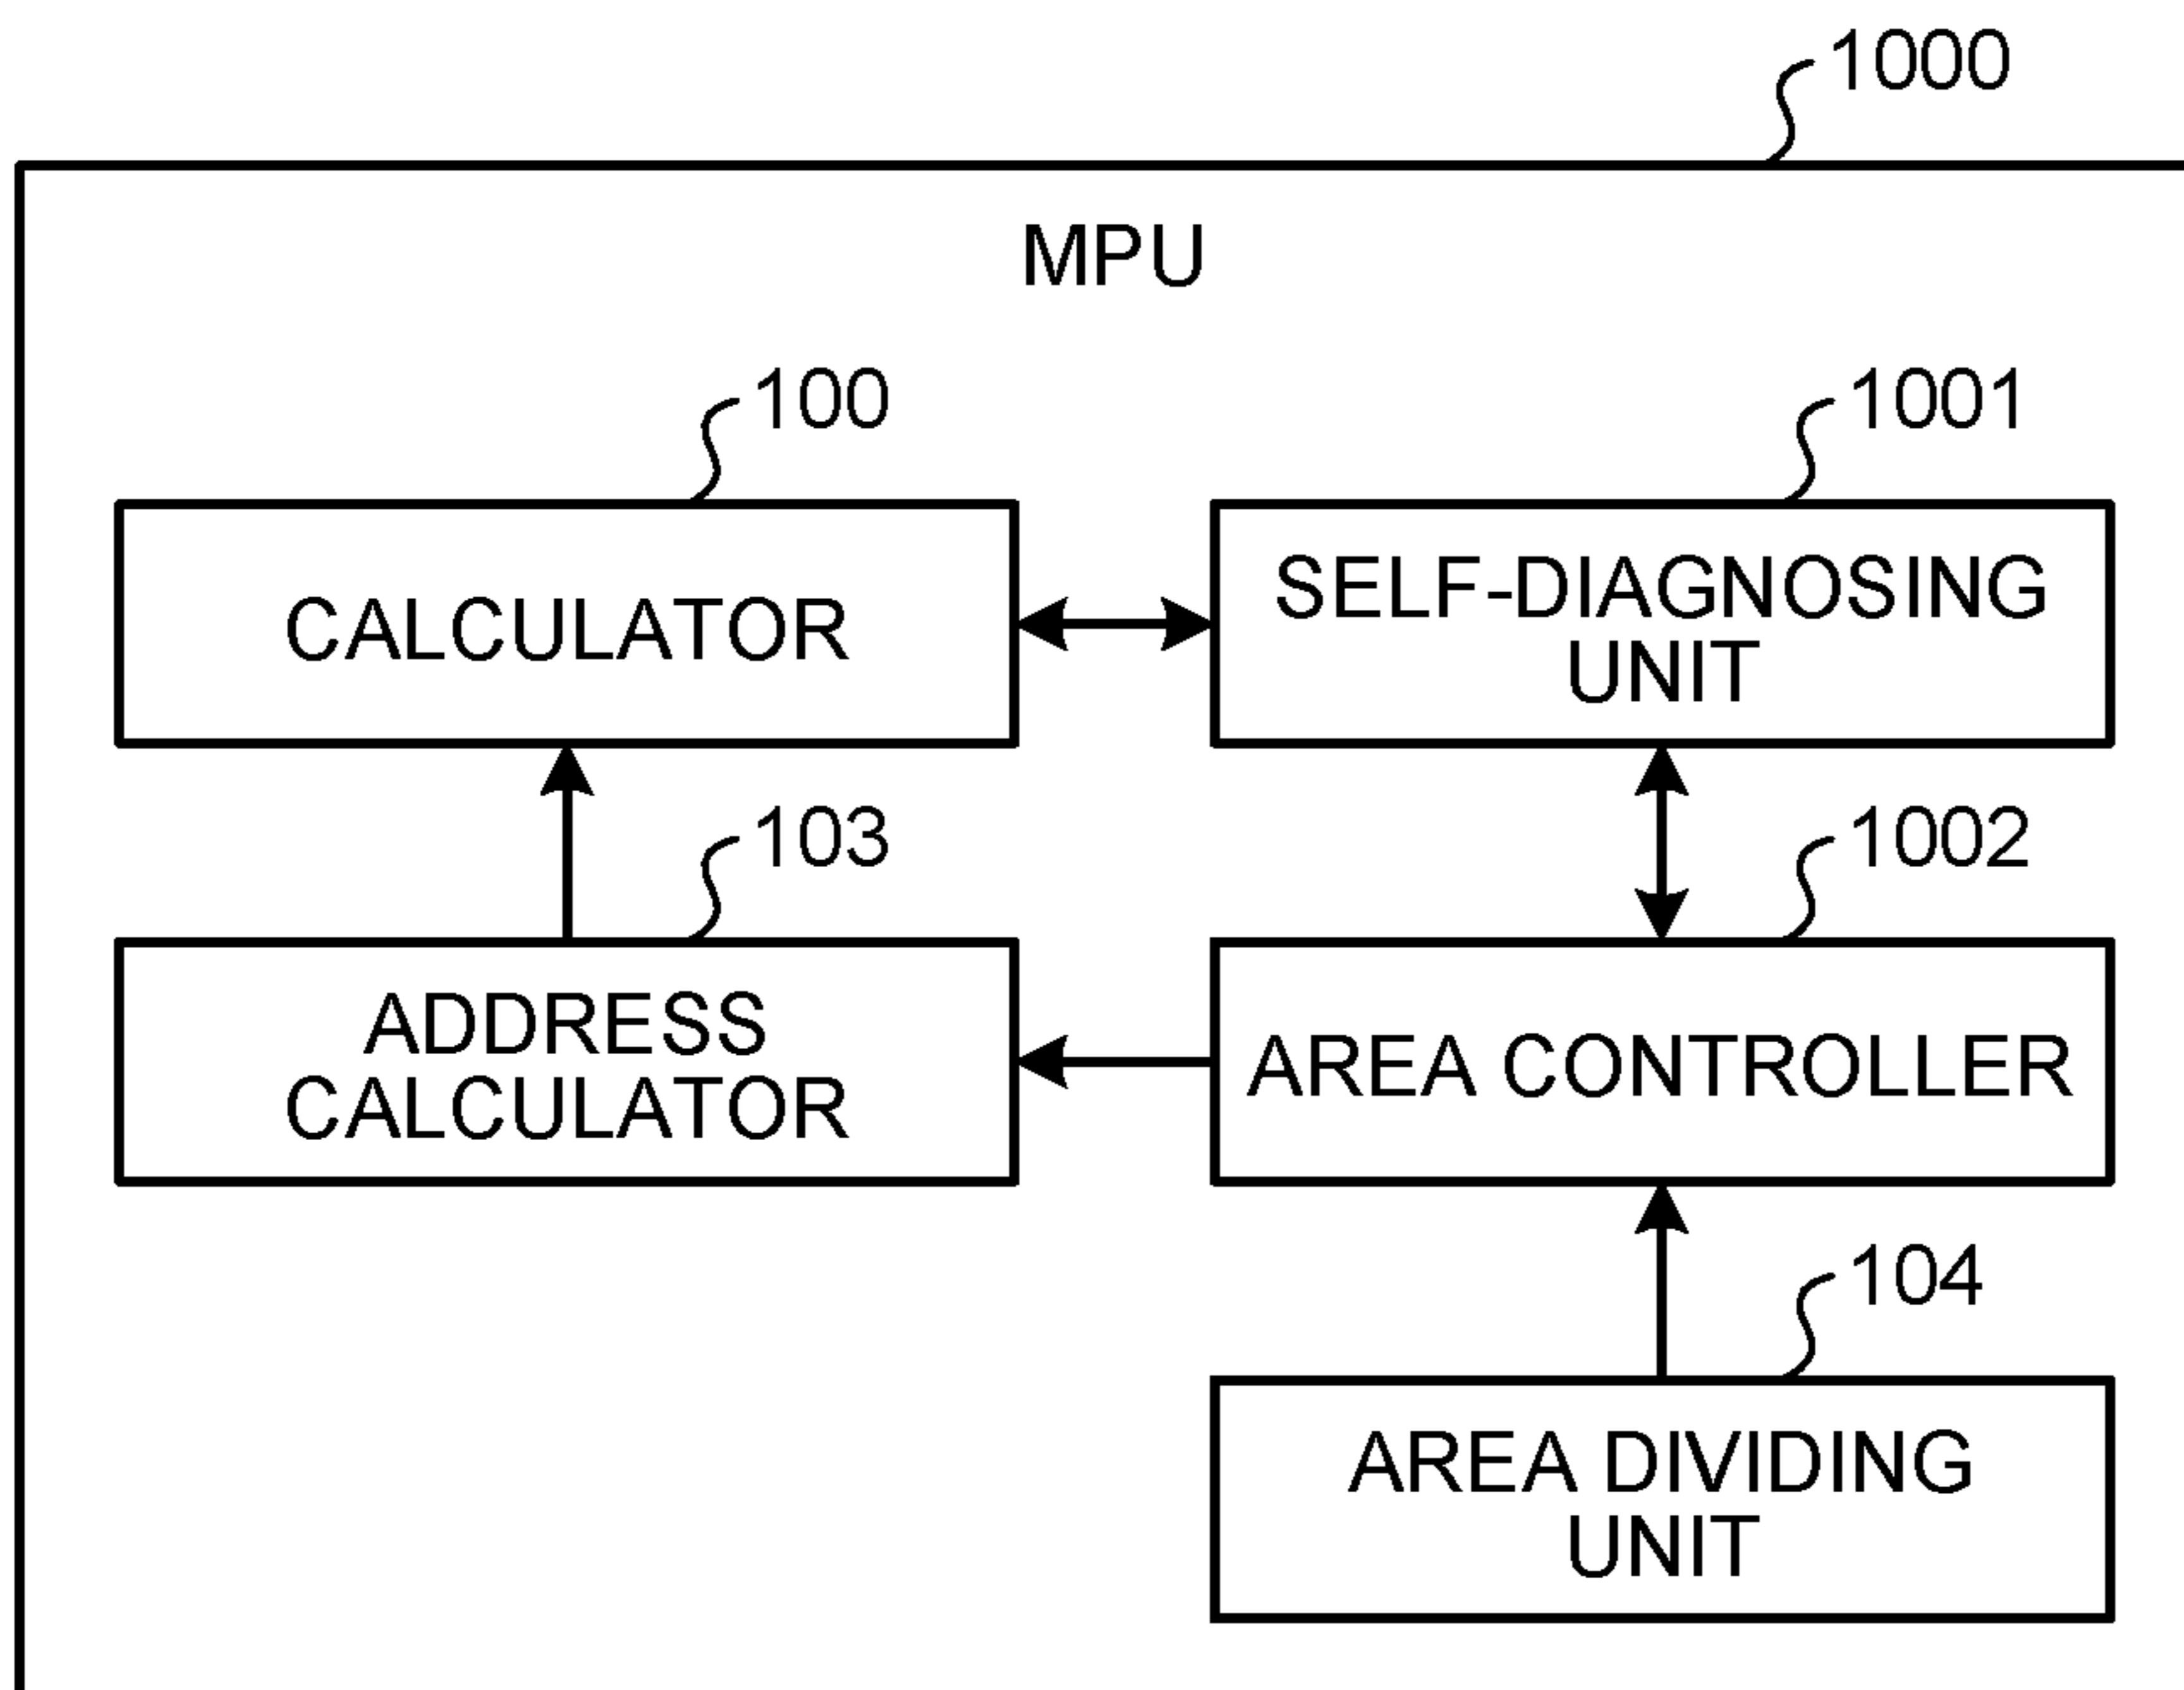 1000
MPU
100
1001
CALCULATOR
SELF-DIAGNOSING
UNIT
103
1002
ADDRESS
CALCULATOR
AREA CONTROLLER
104
AREA DIVIDING
UNIT